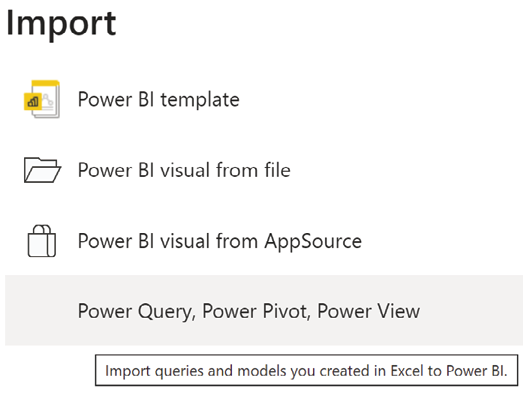 Import
Power BI template
Power BI visual from file
Power BI visual from AppSource
Power Query, Power Pivot, Power View
Import queries and models you created in Excel to Power BI.